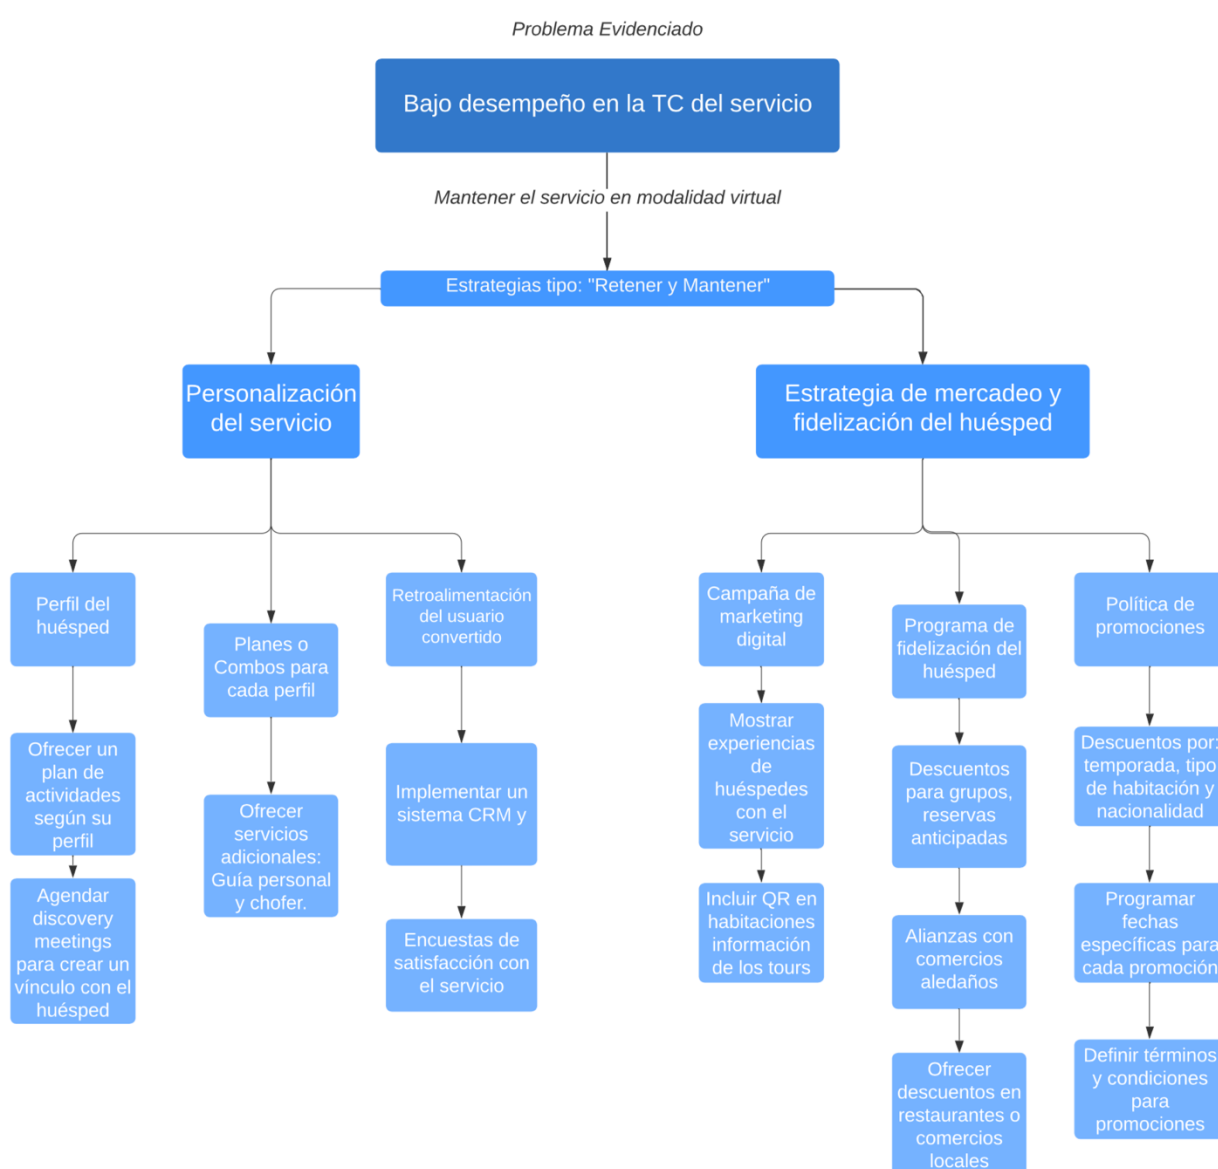 Problema Evidenciado
Bajo desempeño en la TC del servicio
Mantener el servicio en modalidad virtual
Estrategias tipo: "Retener y Mantener"
Personalización
del servicio
Estrategia de mercadeo y
fidelización del huésped
Perfil del
huésped
Ofrecer un
plan de
actividades
según su
perfil
Agendar
discovery
meetings
para crear un
vínculo con el
huésped
Planes o
Combos para
cada perfil
Ofrecer
servicios
adicionales:
Guía personal
y chofer.
Retroalimentación
del usuario
convertido
Implementar un
sistema CRM y
Encuestas de
satisfacción con
el servicio
Campaña de
marketing
digital
Mostrar
experiencias
de
huéspedes
con el
servicio
Incluir QR en
habitaciones
información
de los tours
Programa de
fidelización del
huésped
Descuentos
para grupos,
reservas
anticipadas
Alianzas con
comercios
aledaños
Ofrecer
descuentos en
restaurantes o
comercios
locales
Política de
promociones
Descuentos por:
temporada, tipo
de habitación y
nacionalidad
Programar
fechas
específicas para
cada promoción
Definir términos
y condiciones
para
promociones